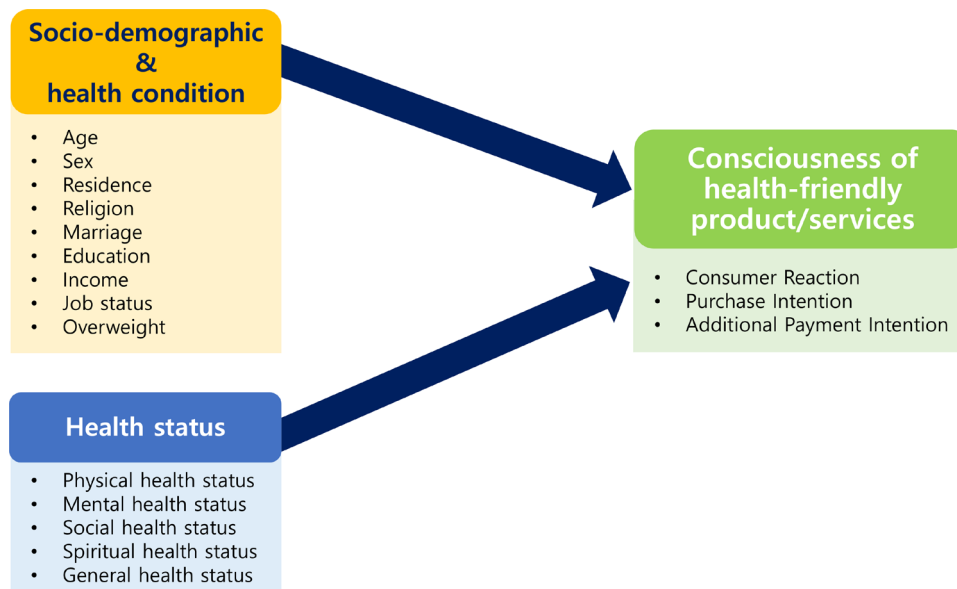 Socio-demographic
&
health condition
• Age
• Sex
• Residence
• Religion
• Marriage
• Education
• Income
• Job status
• Overweight
Health status
• Physical health status
• Mental health status
• Social health status
• Spiritual health status
• General health status
Consciousness of
health-friendly
product/services
• Consumer Reaction
• Purchase Intention
• Additional Payment Intention